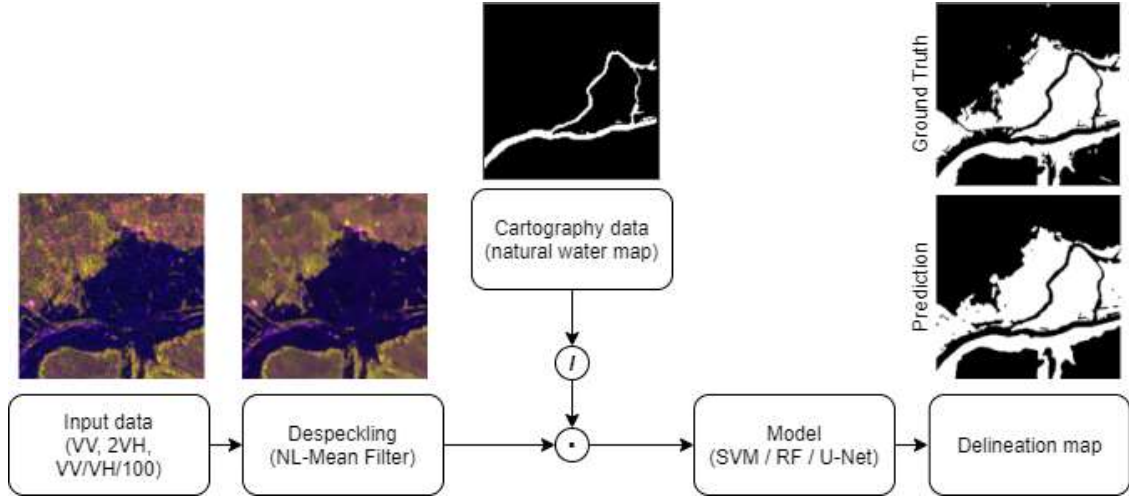 Ground Truth
Cartography data
(natural water map)
Prediction
/
Input data
(VV, 2VH,
VV/VH/100)
Despeckling
(NL-Mean Filter)
·
Model
(SVM / RF / U-Net)
Delineation map